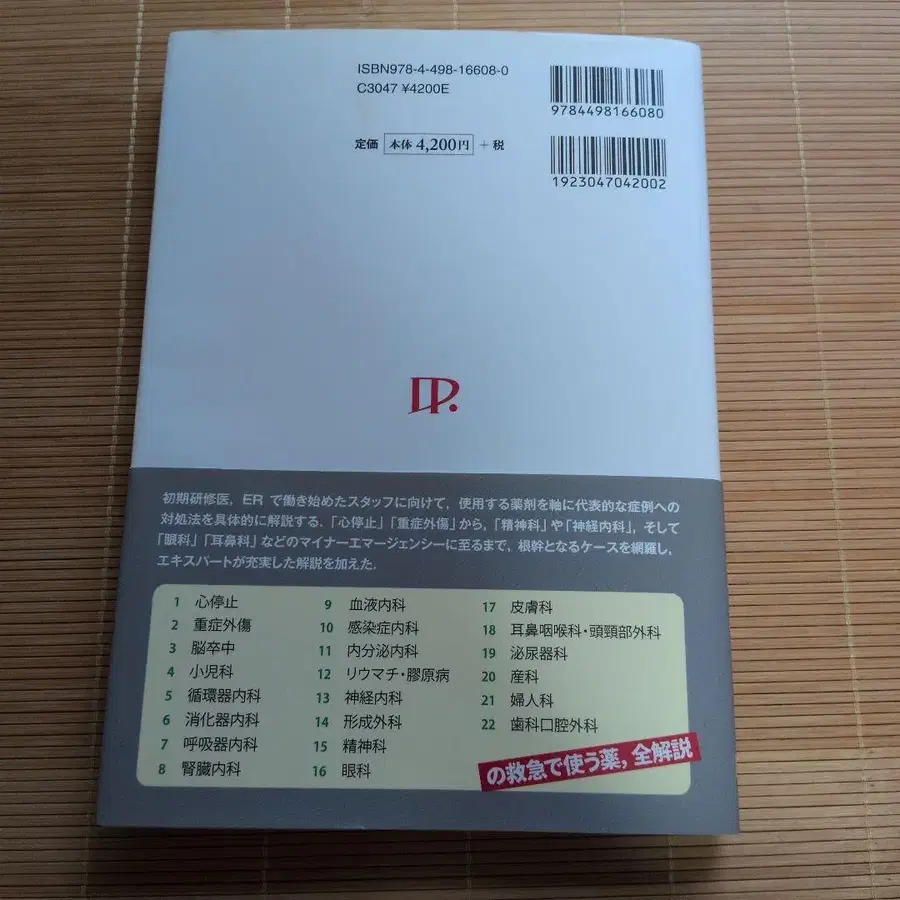 ISBN978-4-498-16608-0
C3047 ¥4200E
9784498166080
定価 本体 4,200円 + 税
1923047042002
初期研修医，ER で働き始めたスタッフに向けて，使用する薬剤を軸に代表的な症例への
対処法を具体的に解説する．「心停止」「重症外傷」から，「精神科」や「神経内科」，そして
「眼科」「耳鼻科」などのマイナーエマージェンシーに至るまで，根幹となるケースを網羅し，
エキスパートが充実した解説を加えた．
1 心停止
2 重症外傷
3 脳卒中
4 小児科
5 循環器内科
6 消化器内科
7 呼吸器内科
8 腎臓内科
9 血液内科
10 感染症内科
11 内分泌内科
12 リウマチ・膠原病
13 神経内科
14 形成外科
15 精神科
16 眼科
17 皮膚科
18 耳鼻咽喉科・頭頸部外科
19 泌尿器科
20 産科
21 婦人科
22 歯科口腔外科
の救急で使う薬，全解説